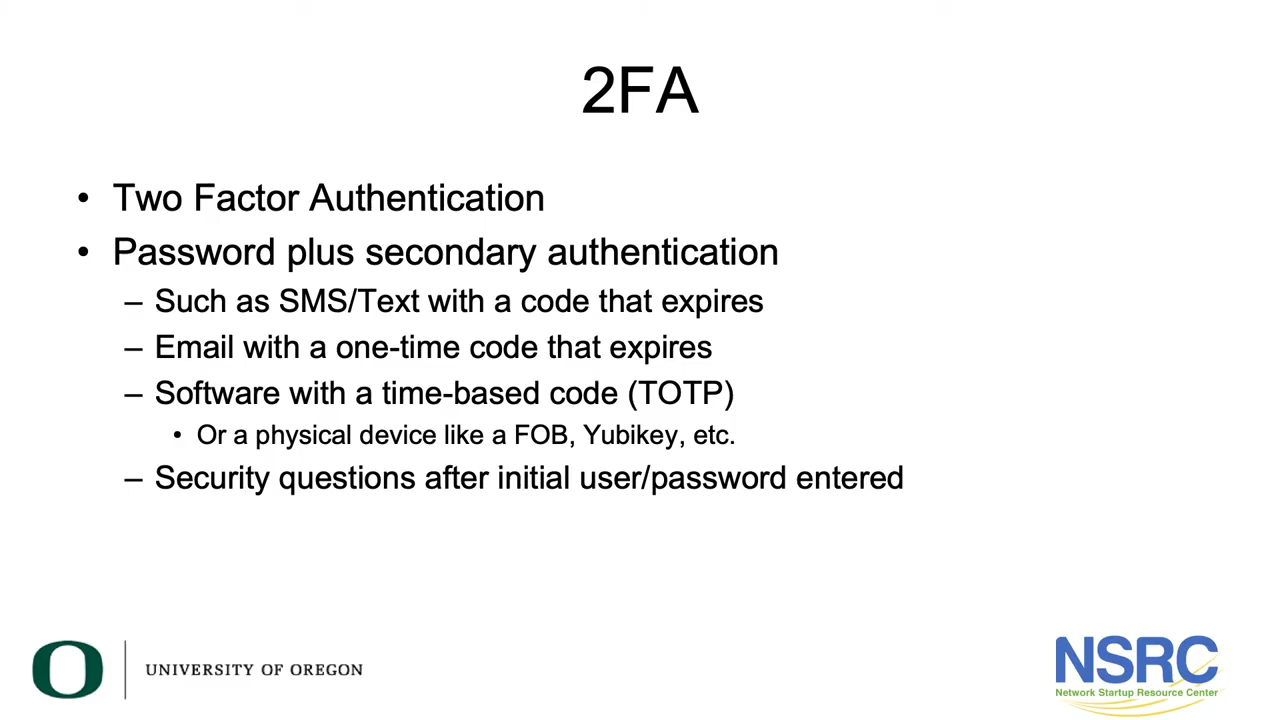 2FA
• Two Factor Authentication
• Password plus secondary authentication
– Such as SMS/Text with a code that expires
– Email with a one-time code that expires
– Software with a time-based code (TOTP)
• Or a physical device like a FOB, Yubikey, etc.
– Security questions after initial user/password entered
O
UNIVERSITY OF OREGON
NSRC
Network Startup Resource Center